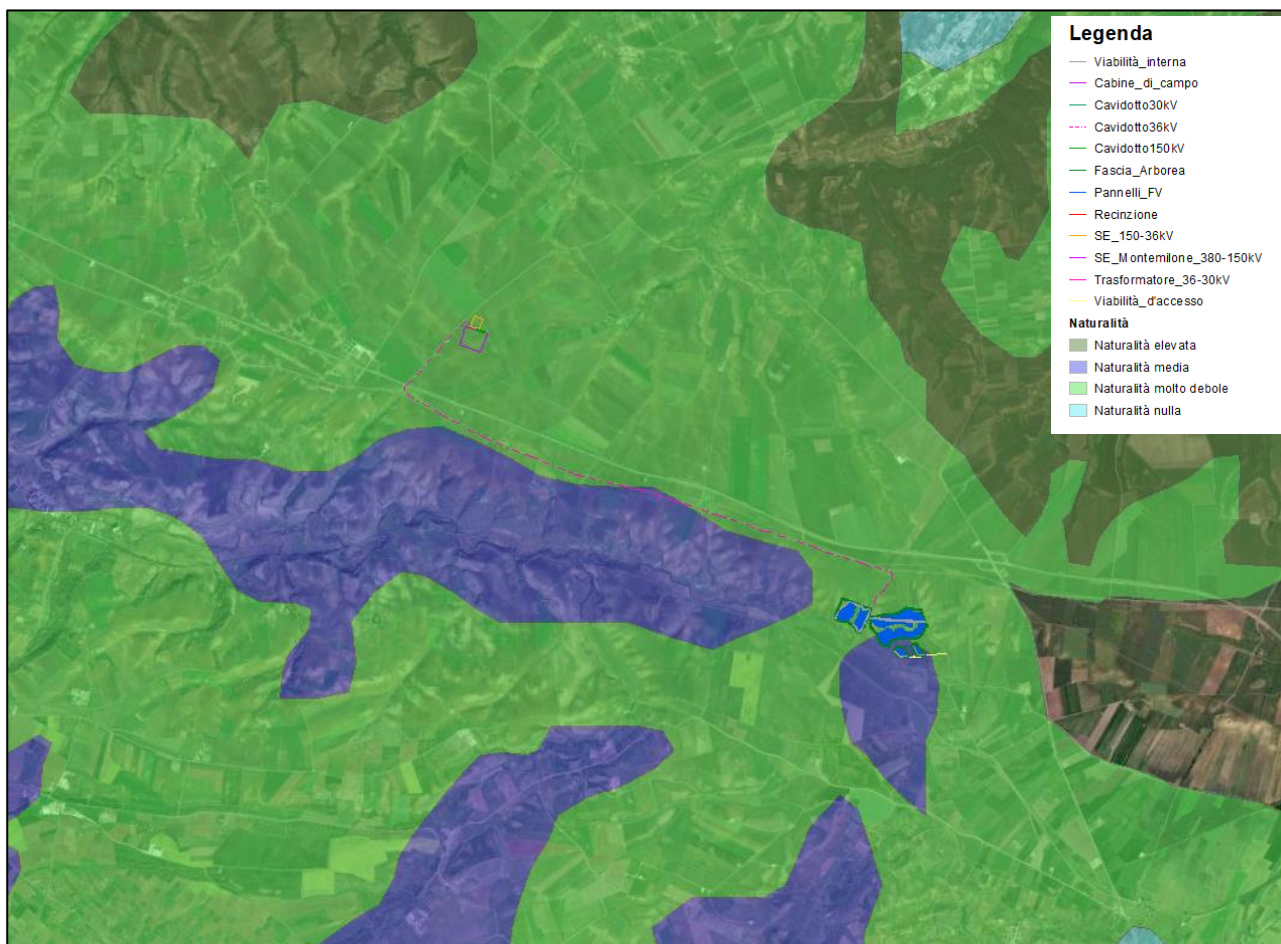 Legenda
Viabilità_interna
Cabine_di_campo
Cavidotto30kV
Cavidotto36kV
Cavidotto150kV
Fascia_Arborea
Pannelli_FV
Recinzione
SE_150-36kV
SE_Montemilone_380-150kV
Trasformatore_36-30kV
Viabilità_d'accesso
Naturalità
Naturalità elevata
Naturalità media
Naturalità molto debole
Naturalità nulla